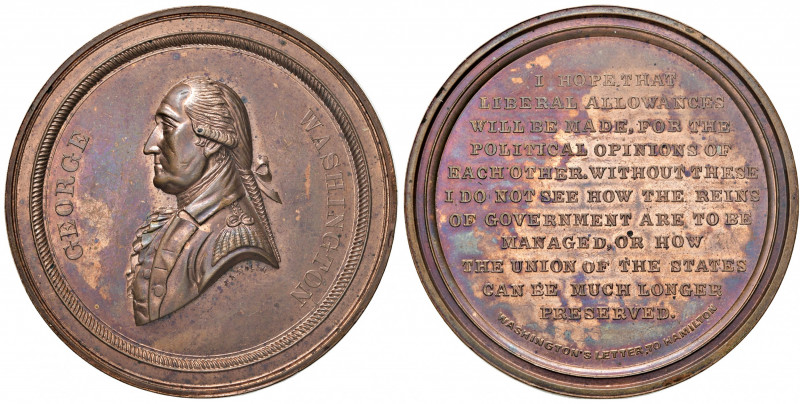 GEORGE
WASHINGTON
I HOPE, THAT
LIBERAL ALLOWANCES
WILL BE MADE, FOR THE
POLITICAL OPINIONS OF
EACH OTHER. WITHOUT THESE
I DO NOT SEE HOW THE REINS
OF GOVERNMENT ARE TO BE
MANAGED, OR HOW
THE UNION OF THE STATES
CAN BE MUCH LONGER
PRESERVED.
WASHINGTON'S LETTER, TO HAMILTON